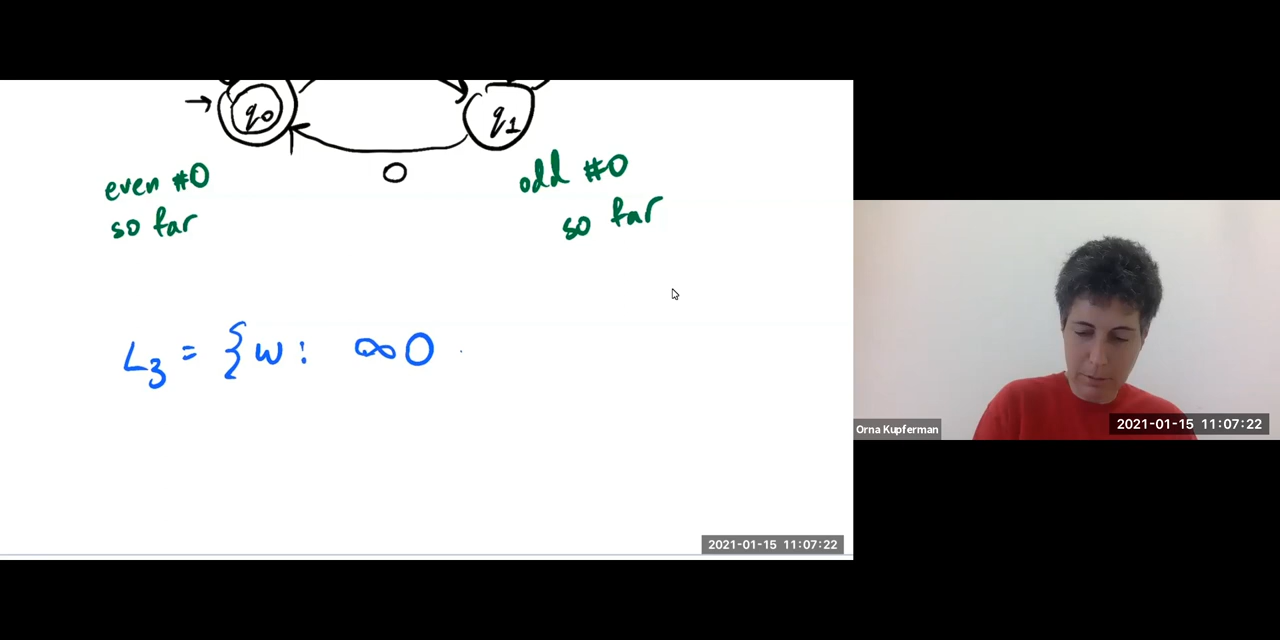 q0
q1
0
even #0
so far
odd #0
so far
L3 = {w: ∞0
Orna Kupferman
2021-01-15 11:07:22
2021-01-15 11:07:22